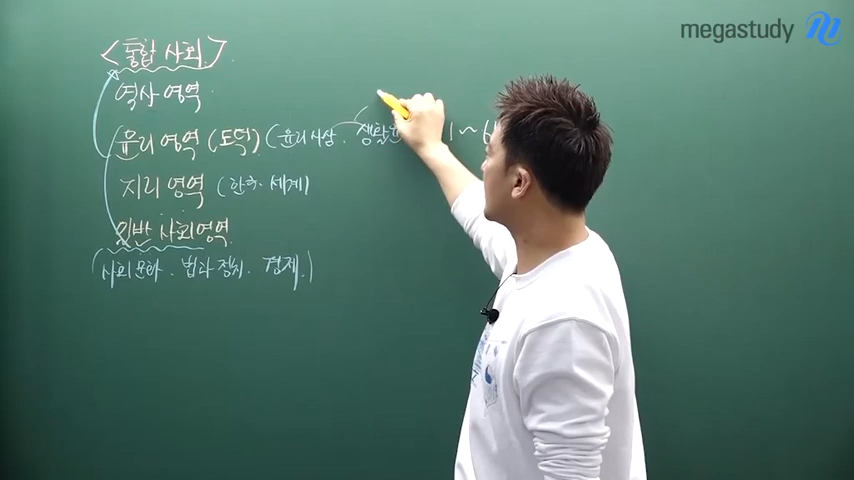 megastudy
<통합 사회>
역사 영역
윤리 영역 (도덕) (윤리 사상. 생활 1~6
지리 영역 (한국. 세계)
일반 사회 영역
(사회 문화. 법과 정치. 경제.)